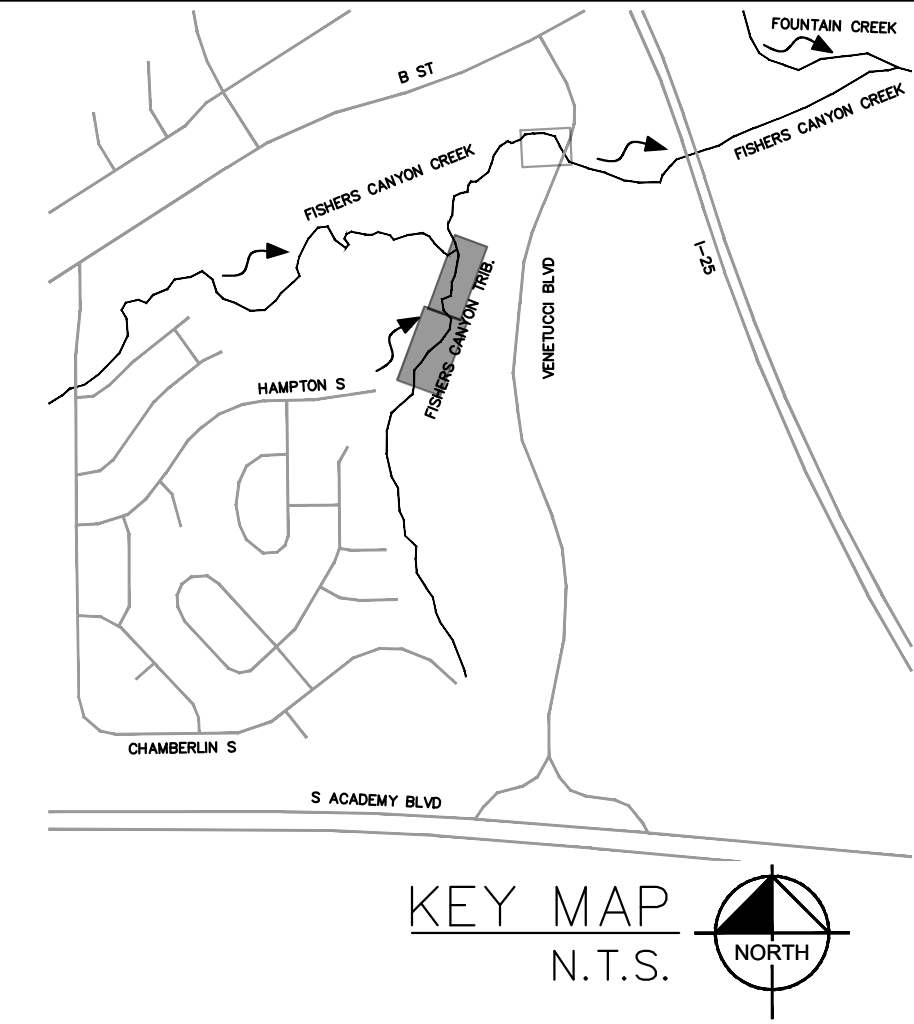 FOUNTAIN CREEK
B ST
FISHERS CANYON CREEK
FISHERS CANYON CREEK
I-25
VENETUCCI BLVD
FISHERS CANYON TRIB.
HAMPTON S
CHAMBERLIN S
S ACADEMY BLVD
KEY MAP
N.T.S.
NORTH